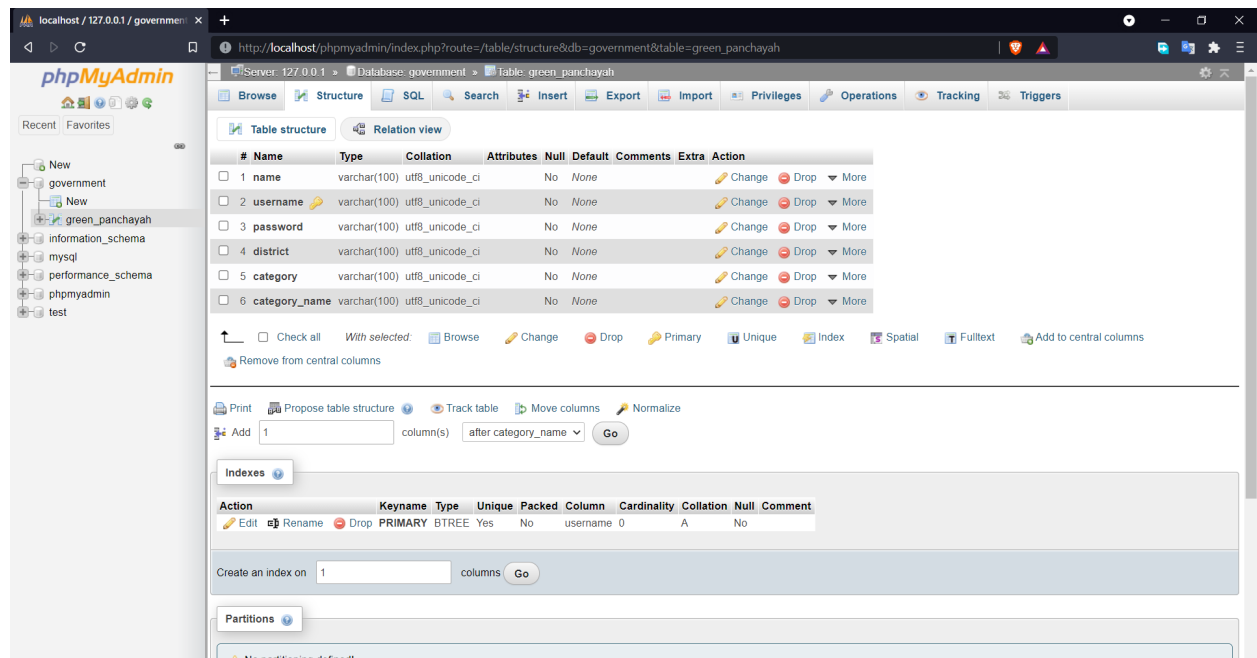 localhost / 127.0.0.1 / government
http://localhost/phpmyadmin/index.php?route=/table/structure&db=government&table=green_panchayah
phpMyAdmin
Recent Favorites
New
government
New
green_panchayah
information_schema
mysql
performance_schema
phpmyadmin
test
Server: 127.0.0.1 » Database: government » Table: green_panchayah
Browse Structure SQL Search Insert Export Import Privileges Operations Tracking Triggers
Table structure Relation view
# Name Type Collation Attributes Null Default Comments Extra Action
1 name varchar(100) utf8_unicode_ci No None Change Drop More
2 username varchar(100) utf8_unicode_ci No None Change Drop More
3 password varchar(100) utf8_unicode_ci No None Change Drop More
4 district varchar(100) utf8_unicode_ci No None Change Drop More
5 category varchar(100) utf8_unicode_ci No None Change Drop More
6 category_name varchar(100) utf8_unicode_ci No None Change Drop More
Check all With selected: Browse Change Drop Primary Unique Index Spatial Fulltext Add to central columns
Remove from central columns
Print Propose table structure Track table Move columns Normalize
Add 1 column(s) after category_name Go
Indexes
Action Keyname Type Unique Packed Column Cardinality Collation Null Comment
Edit Rename Drop PRIMARY BTREE Yes No username 0 A No
Create an index on 1 columns Go
Partitions
No partitioning defined!